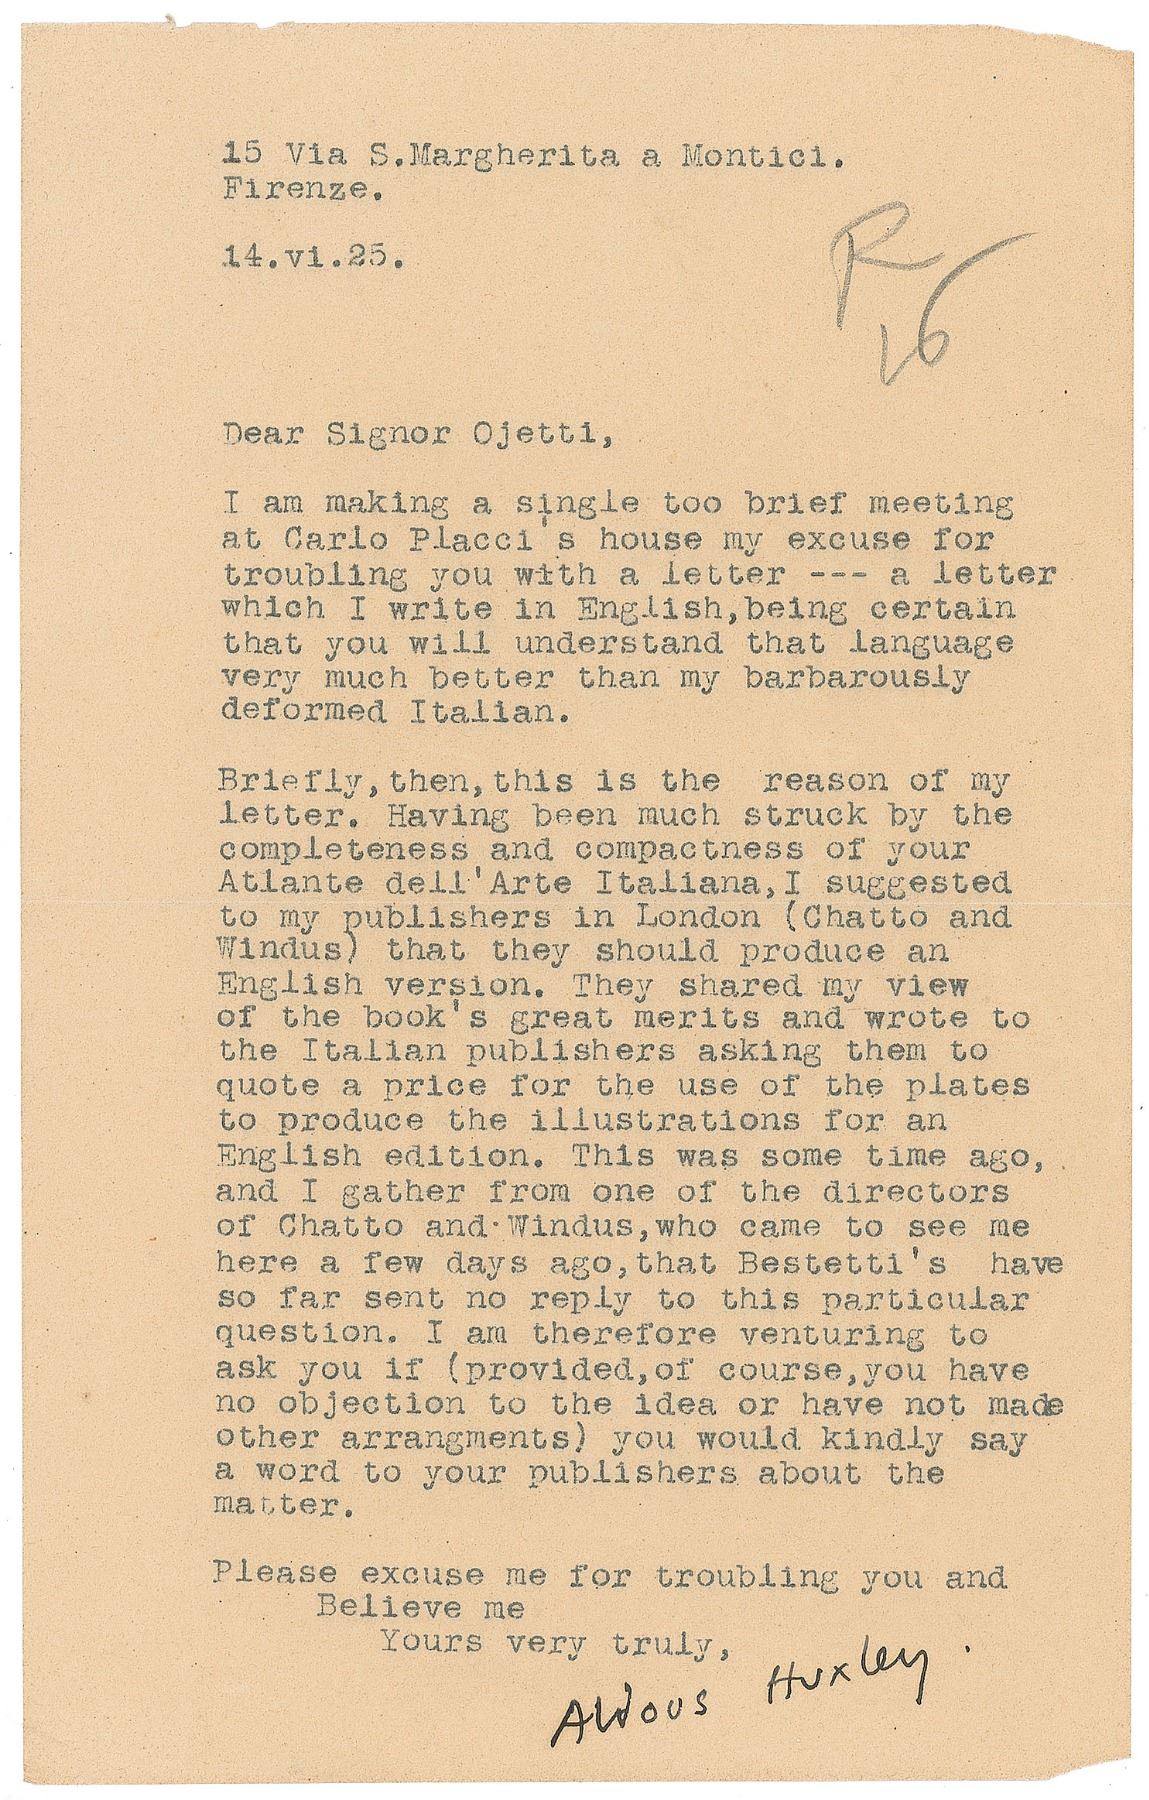 15 Via S.Margherita a Montici.
Firenze.
14.vi.25.
R
16
Dear Signor Ojetti,
I am making a single too brief meeting
at Carlo Placci's house my excuse for
troubling you with a letter --- a letter
which I write in English,being certain
that you will understand that language
very much better than my barbarously
deformed Italian.
Briefly,then,this is the  reason of my
letter. Having been much struck by the
completeness and compactness of your
Atlante dell'Arte Italiana,I suggested
to my publishers in London (Chatto and
Windus) that they should produce an
English version. They shared my view
of the book's great merits and wrote to
the Italian publishers asking them to
quote a price for the use of the plates
to produce the illustrations for an
English edition. This was some time ago,
and I gather from one of the directors
of Chatto and Windus,who came to see me
here a few days ago,that Bestetti's  have
so far sent no reply to this particular
question. I am therefore venturing to
ask you if (provided,of course,you have
no objection to the idea or have not made
other arrangments) you would kindly say
a word to your publishers about the
matter.
Please excuse me for troubling you and
Believe me
Yours very truly,
Aldous Huxley.